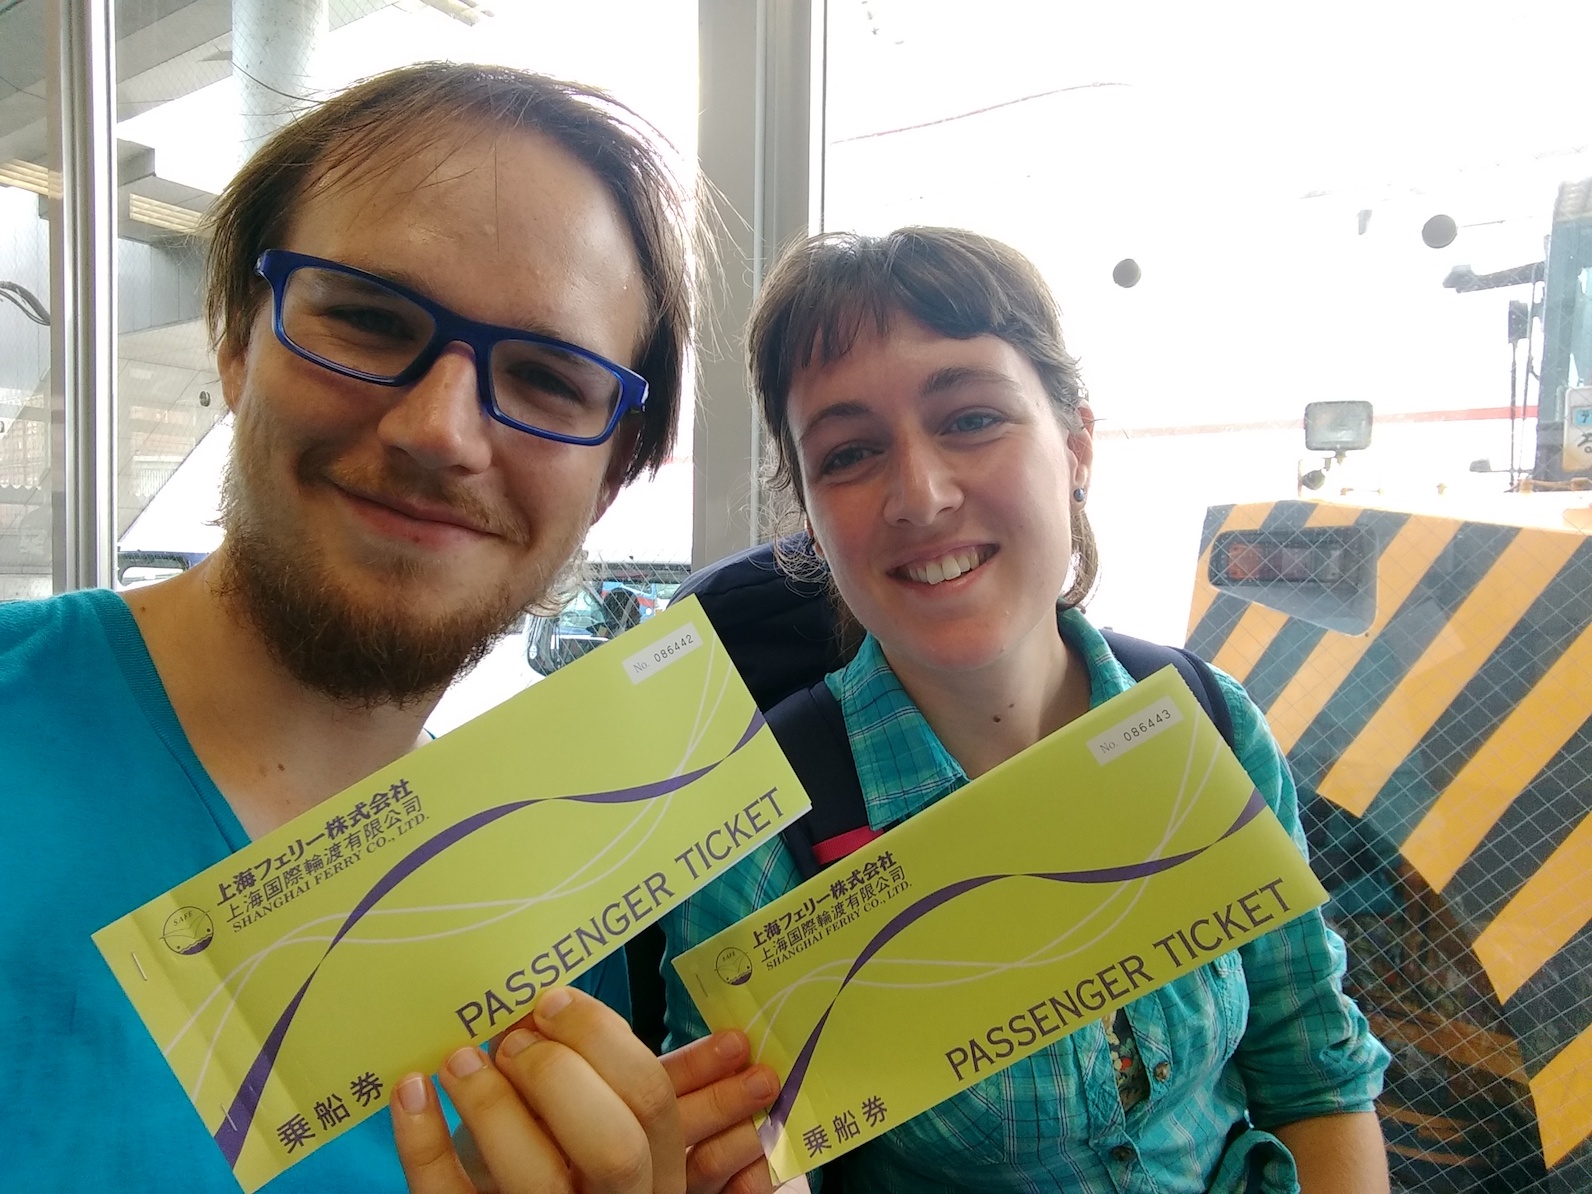 No. 086442
上海フェリー株式会社
上海国際輪渡有限公司
SHANGHAI FERRY CO., LTD.
SAFE
PASSENGER TICKET
乗船券
No. 086443
上海フェリー株式会社
上海国際輪渡有限公司
SHANGHAI FERRY CO., LTD.
SAFE
PASSENGER TICKET
乗船券
7